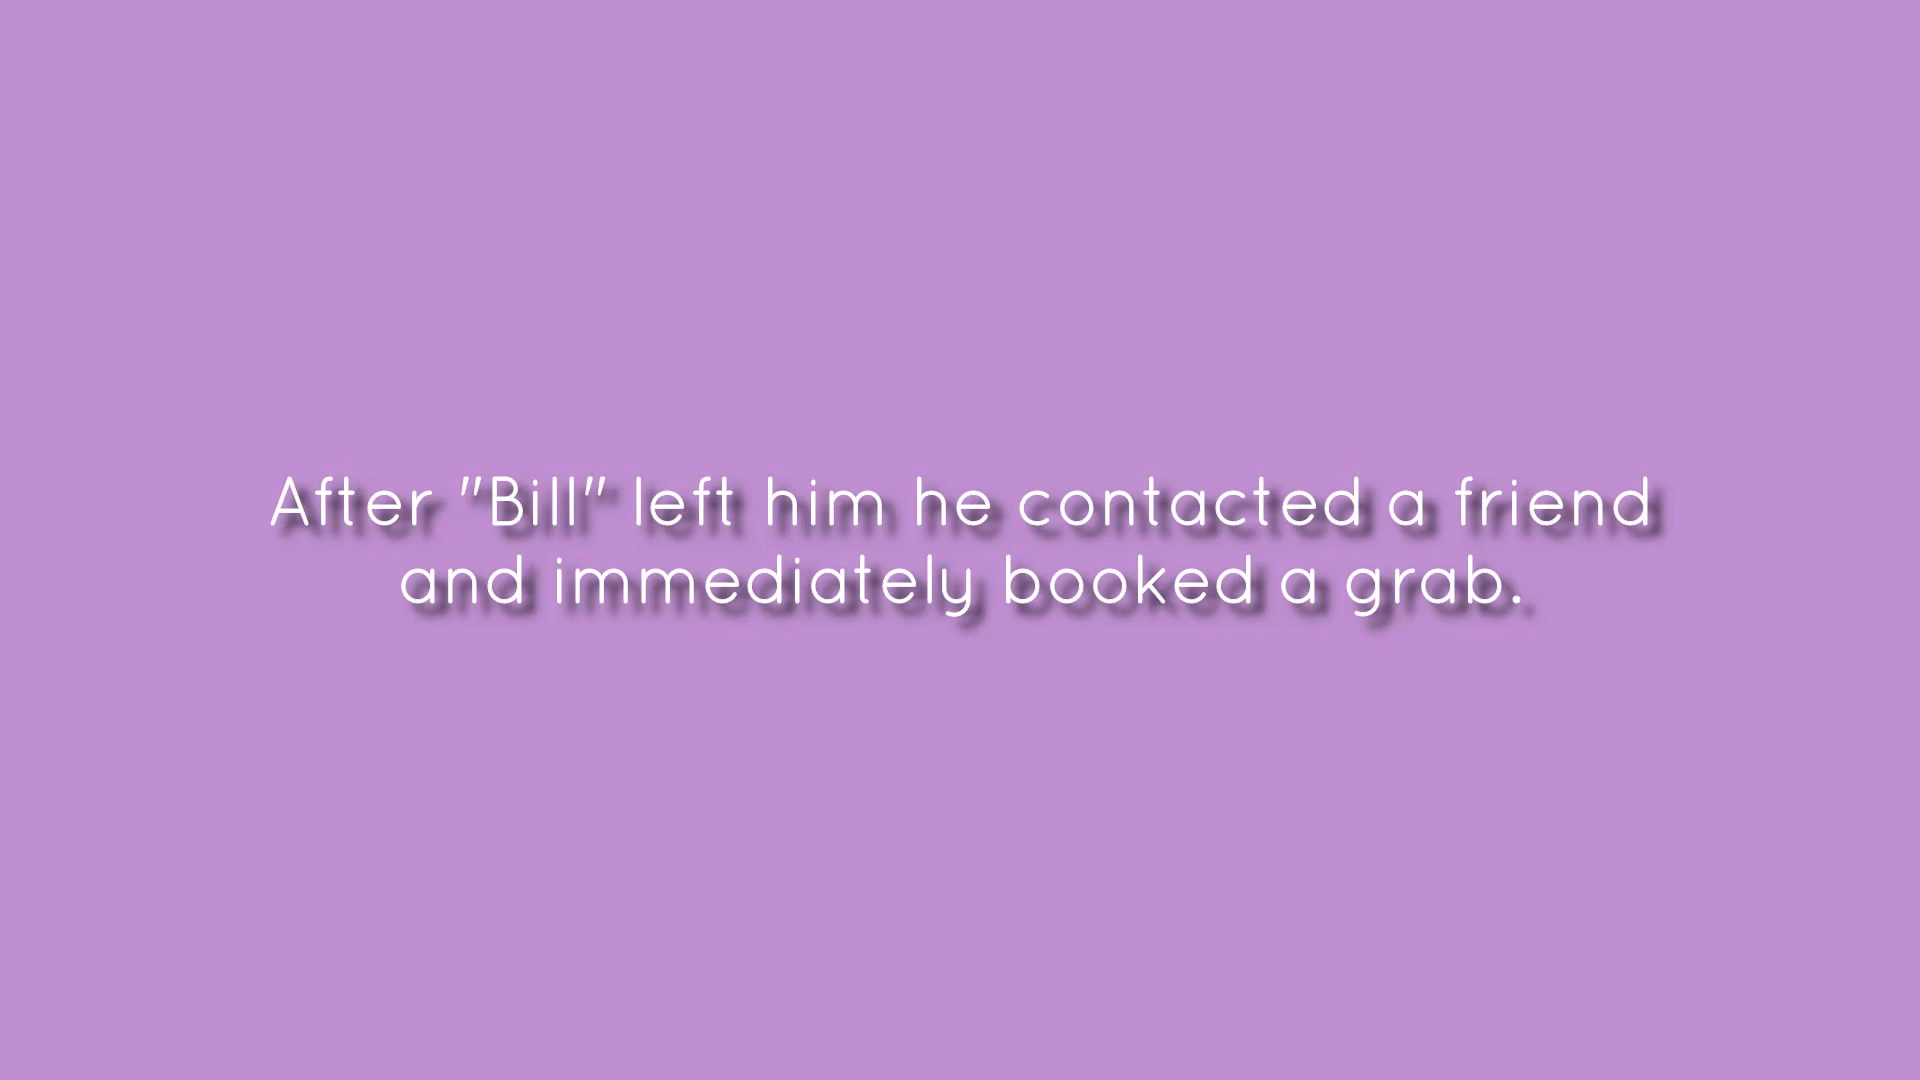 After "Bill" left him he contacted a friend
and immediately booked a grab.